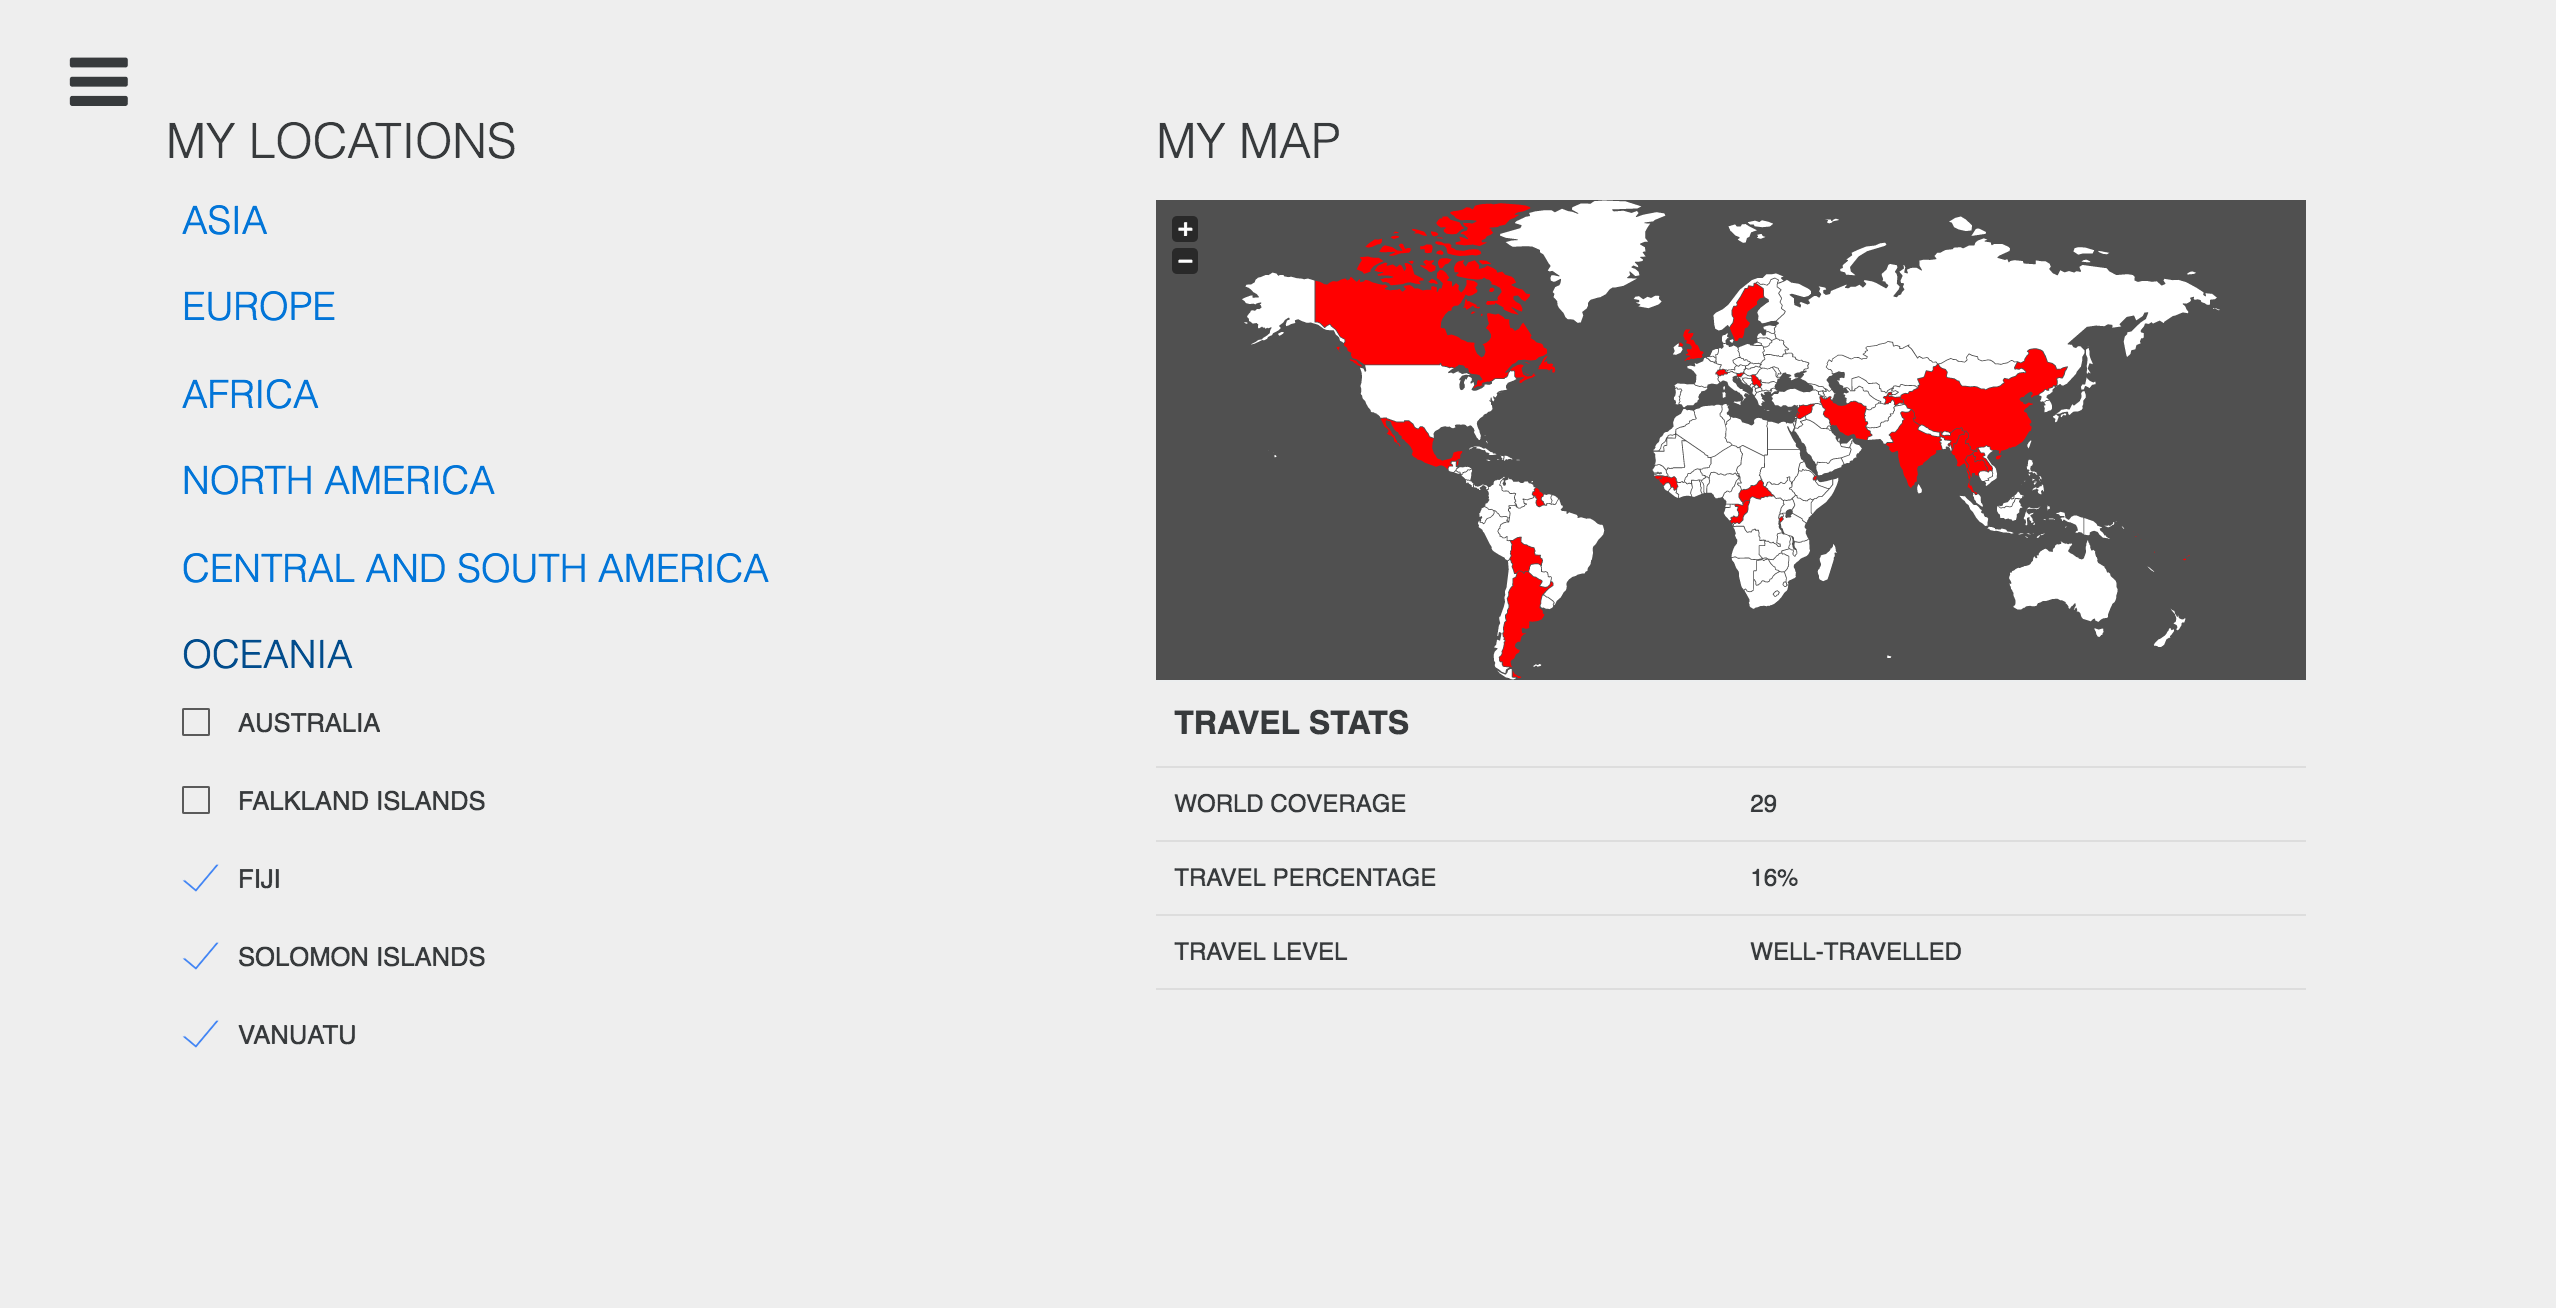 MY LOCATIONS
ASIA
EUROPE
AFRICA
NORTH AMERICA
CENTRAL AND SOUTH AMERICA
OCEANIA
AUSTRALIA
FALKLAND ISLANDS
FIJI
SOLOMON ISLANDS
VANUATU
MY MAP
+
−
TRAVEL STATS
WORLD COVERAGE 29
TRAVEL PERCENTAGE 16%
TRAVEL LEVEL WELL-TRAVELLED